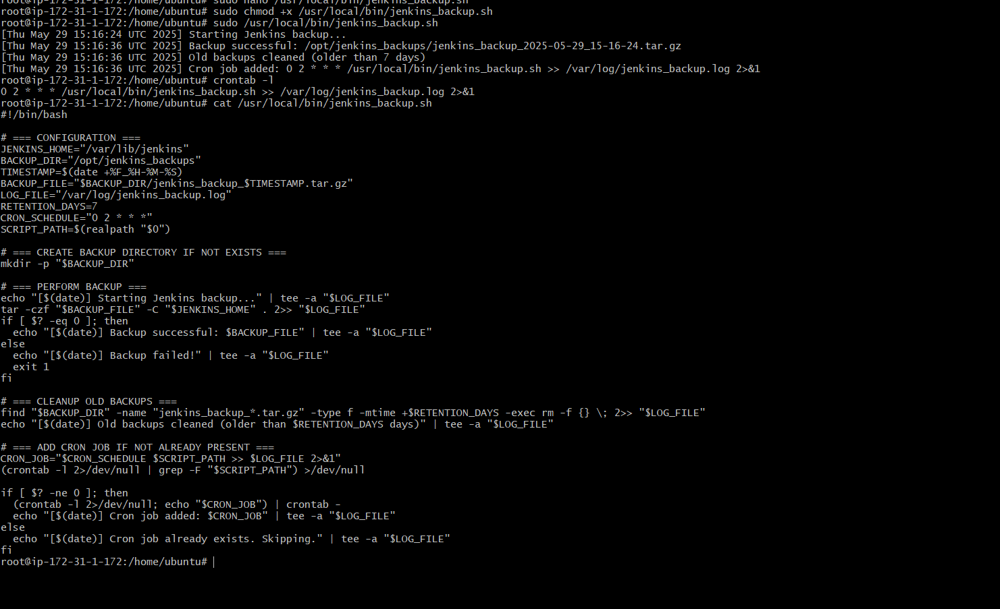 root@ip-172-31-1-172:/home/ubuntu# sudo nano /usr/local/bin/jenkins_backup.sh
root@ip-172-31-1-172:/home/ubuntu# sudo chmod +x /usr/local/bin/jenkins_backup.sh
root@ip-172-31-1-172:/home/ubuntu# sudo /usr/local/bin/jenkins_backup.sh
[Thu May 29 15:16:24 UTC 2025] Starting Jenkins backup...
[Thu May 29 15:16:36 UTC 2025] Backup successful: /opt/jenkins_backups/jenkins_backup_2025-05-29_15-16-24.tar.gz
[Thu May 29 15:16:36 UTC 2025] Old backups cleaned (older than 7 days)
[Thu May 29 15:16:36 UTC 2025] Cron job added: 0 2 * * * /usr/local/bin/jenkins_backup.sh >> /var/log/jenkins_backup.log 2>&1
root@ip-172-31-1-172:/home/ubuntu# crontab -l
0 2 * * * /usr/local/bin/jenkins_backup.sh >> /var/log/jenkins_backup.log 2>&1
root@ip-172-31-1-172:/home/ubuntu# cat /usr/local/bin/jenkins_backup.sh
#!/bin/bash

# === CONFIGURATION ===
JENKINS_HOME="/var/lib/jenkins"
BACKUP_DIR="/opt/jenkins_backups"
TIMESTAMP=$(date +%F_%H-%M-%S)
BACKUP_FILE="$BACKUP_DIR/jenkins_backup_$TIMESTAMP.tar.gz"
LOG_FILE="/var/log/jenkins_backup.log"
RETENTION_DAYS=7
CRON_SCHEDULE="0 2 * * *"
SCRIPT_PATH=$(realpath "$0")

# === CREATE BACKUP DIRECTORY IF NOT EXISTS ===
mkdir -p "$BACKUP_DIR"

# === PERFORM BACKUP ===
echo "[$(date)] Starting Jenkins backup..." | tee -a "$LOG_FILE"
tar -czf "$BACKUP_FILE" -C "$JENKINS_HOME" . 2>> "$LOG_FILE"
if [ $? -eq 0 ]; then
  echo "[$(date)] Backup successful: $BACKUP_FILE" | tee -a "$LOG_FILE"
else
  echo "[$(date)] Backup failed!" | tee -a "$LOG_FILE"
  exit 1
fi

# === CLEANUP OLD BACKUPS ===
find "$BACKUP_DIR" -name "jenkins_backup_*.tar.gz" -type f -mtime +$RETENTION_DAYS -exec rm -f {} \; 2>> "$LOG_FILE"
echo "[$(date)] Old backups cleaned (older than $RETENTION_DAYS days)" | tee -a "$LOG_FILE"

# === ADD CRON JOB IF NOT ALREADY PRESENT ===
CRON_JOB="$CRON_SCHEDULE $SCRIPT_PATH >> $LOG_FILE 2>&1"
(crontab -l 2>/dev/null | grep -F "$SCRIPT_PATH") >/dev/null

if [ $? -ne 0 ]; then
  (crontab -l 2>/dev/null; echo "$CRON_JOB") | crontab -
  echo "[$(date)] Cron job added: $CRON_JOB" | tee -a "$LOG_FILE"
else
  echo "[$(date)] Cron job already exists. Skipping." | tee -a "$LOG_FILE"
fi
root@ip-172-31-1-172:/home/ubuntu#